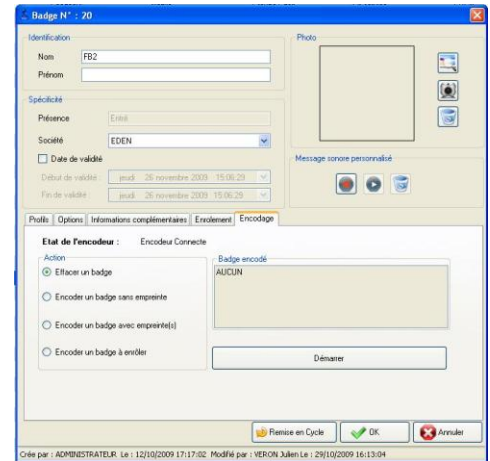 Badge N° : 20
Identification
Nom FB2
Prénom
Photo
Spécificité
Présence Entré
Société EDEN
Date de validité
Début de validité : jeudi 26 novembre 2009 15:06:29
Fin de validité : jeudi 26 novembre 2009 15:06:29
Message sonore personnalisé
Profils Options Informations complémentaires Enrolement Encodage
Etat de l'encodeur : Encodeur Connecte
Action
Effacer un badge
Encoder un badge sans empreinte
Encoder un badge avec empreinte(s)
Encoder un badge à enrôler
Badge encodé
AUCUN
Démarrer
Remise en Cycle OK Annuler
Crée par : ADMINISTRATEUR Le : 12/10/2009 17:17:02 Modifié par : VERON Julien Le : 29/10/2009 16:13:04